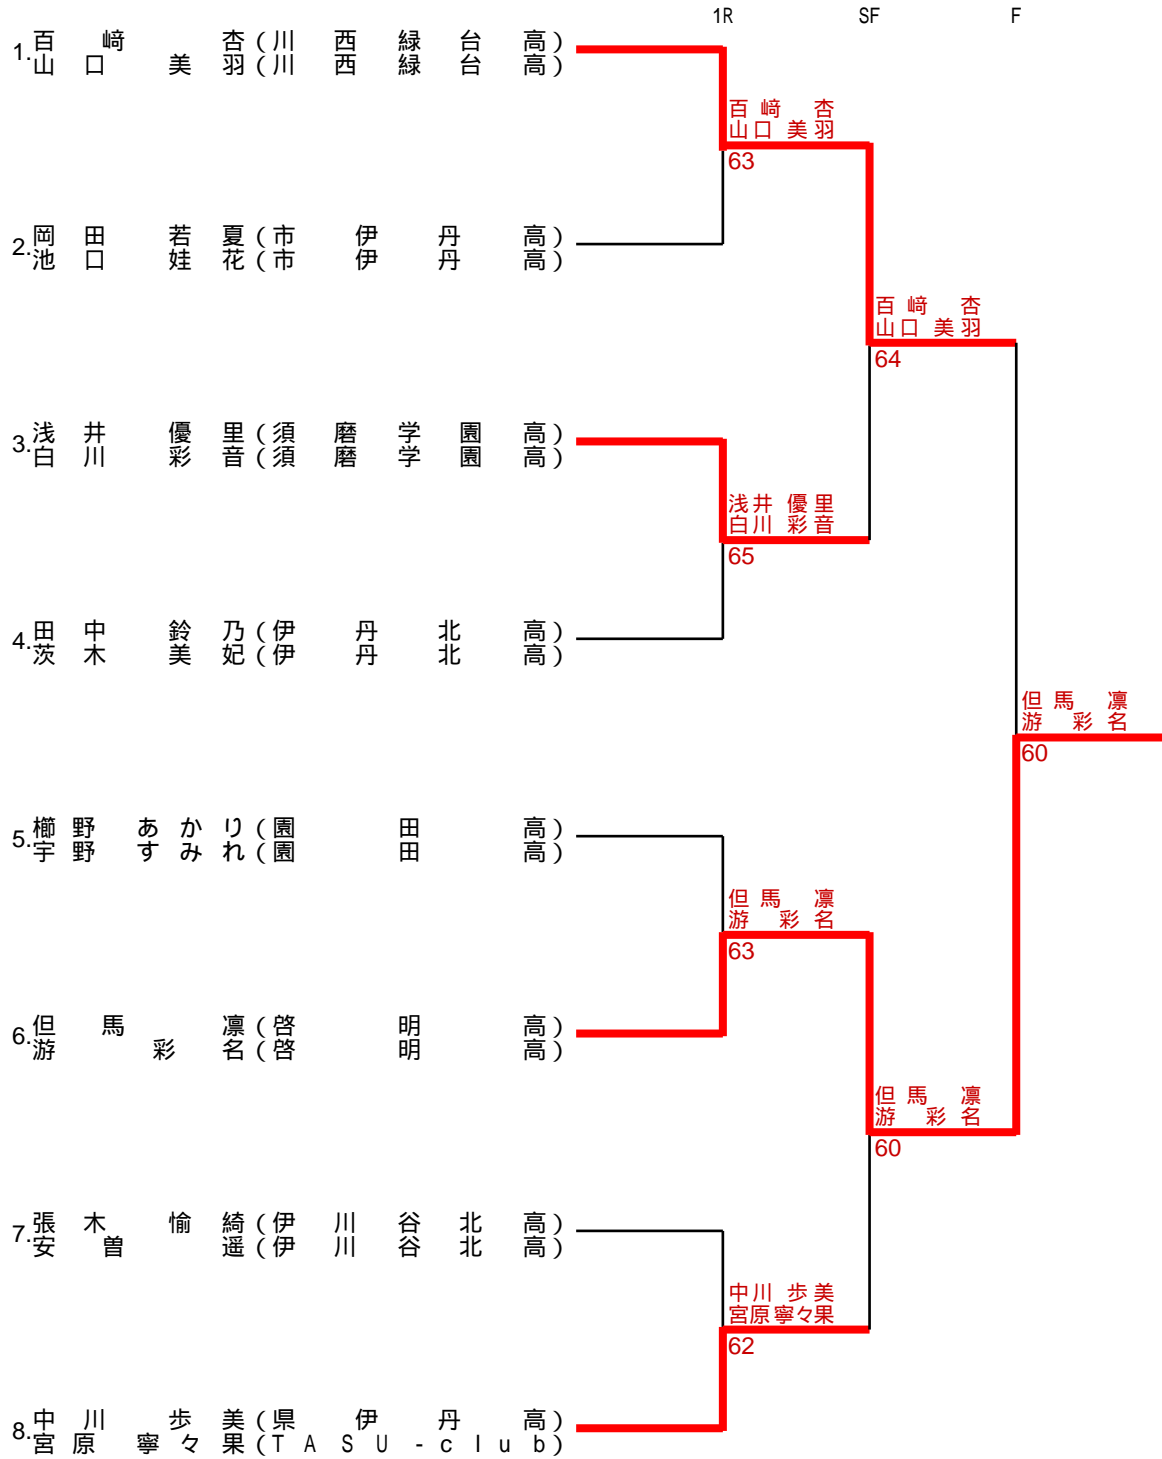 1R SF F
1. 百﨑 杏(川西緑台高)
山口 美羽(川西緑台高)
百﨑 杏
山口 美羽
63
2. 岡田 若夏(市伊丹高)
池口 娃花(市伊丹高)
百﨑 杏
山口 美羽
64
3. 浅井 優里(須磨学園高)
白川 彩音(須磨学園高)
浅井 優里
白川 彩音
65
4. 田中 鈴乃(伊丹北高)
茨木 美妃(伊丹北高)
但馬 凛
游 彩名
60
5. 櫛野 あかり(園田高)
宇野 すみれ(園田高)
但馬 凛
游 彩名
63
6. 但馬 凛(啓明高)
游 彩名(啓明高)
但馬 凛
游 彩名
60
7. 張木 愉綺(伊川谷北高)
安曽 遥(伊川谷北高)
中川 歩美
宮原 寧々果
62
8. 中川 歩美(県伊丹高)
宮原 寧々果(TASU-club)